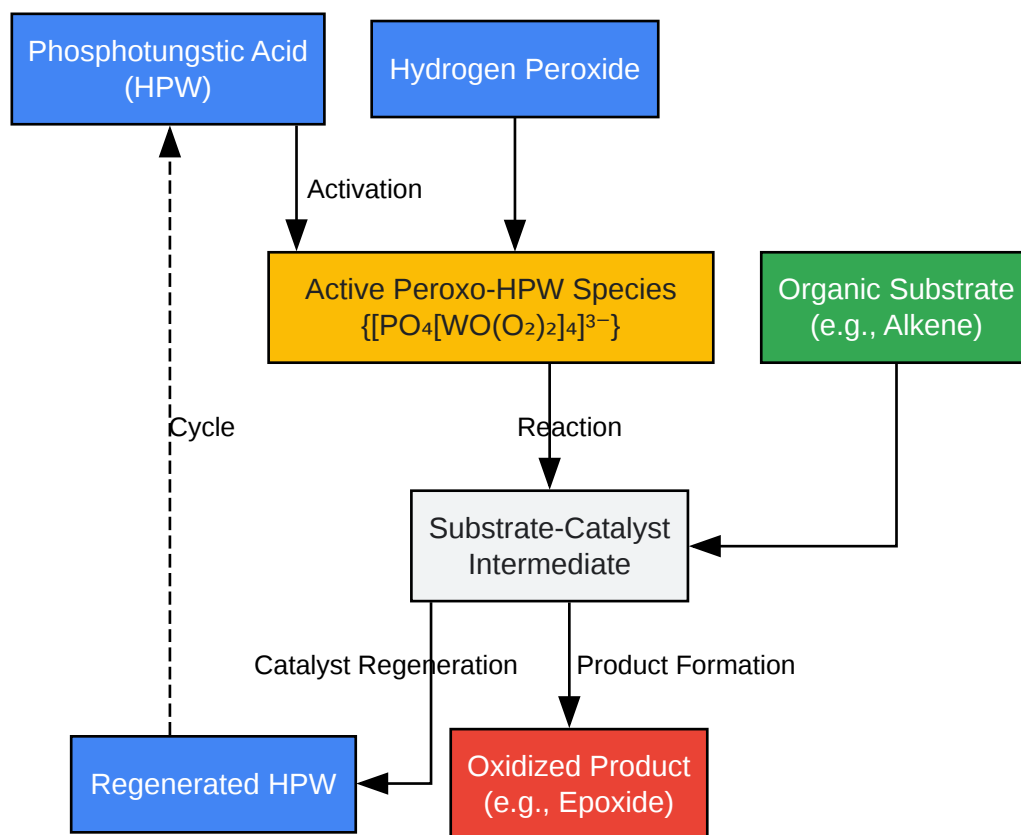 Phosphotungstic Acid
(HPW)
Hydrogen Peroxide
Activation
Active Peroxo-HPW Species
{[PO₄[WO(O₂)₂]₄]³⁻}
Organic Substrate
(e.g., Alkene)
Cycle
Reaction
Substrate-Catalyst
Intermediate
Catalyst Regeneration
Product Formation
Regenerated HPW
Oxidized Product
(e.g., Epoxide)